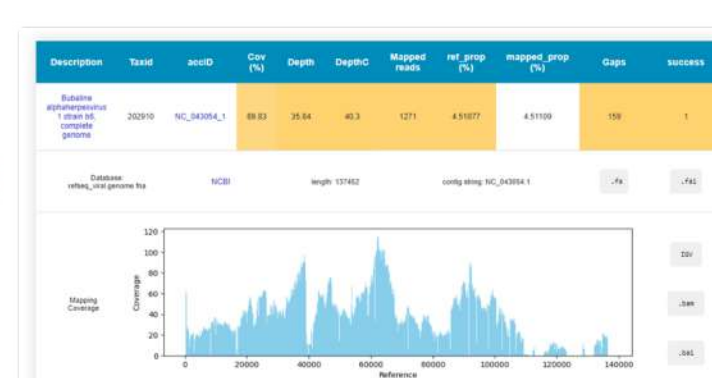 Description Taxid accID Cov (%) Depth DepthC Mapped reads ref_prop (%) mapped_prop (%) Gaps success
Bubaline
alphaherpesvirus
1 strain b6,
complete
genome
202910 NC_043054_1 89.83 35.84 40.3 1271 4.51877 4.51109 159 1
Database:
refseq_viral.genome fna
NCBI length: 137452 contig string: NC_043054.1 .fa .fai
Mapping
Coverage
Coverage
120
100
80
60
40
20
0
0 20000 40000 60000 80000 100000 120000 140000
Reference
IGV
.bam
.bai